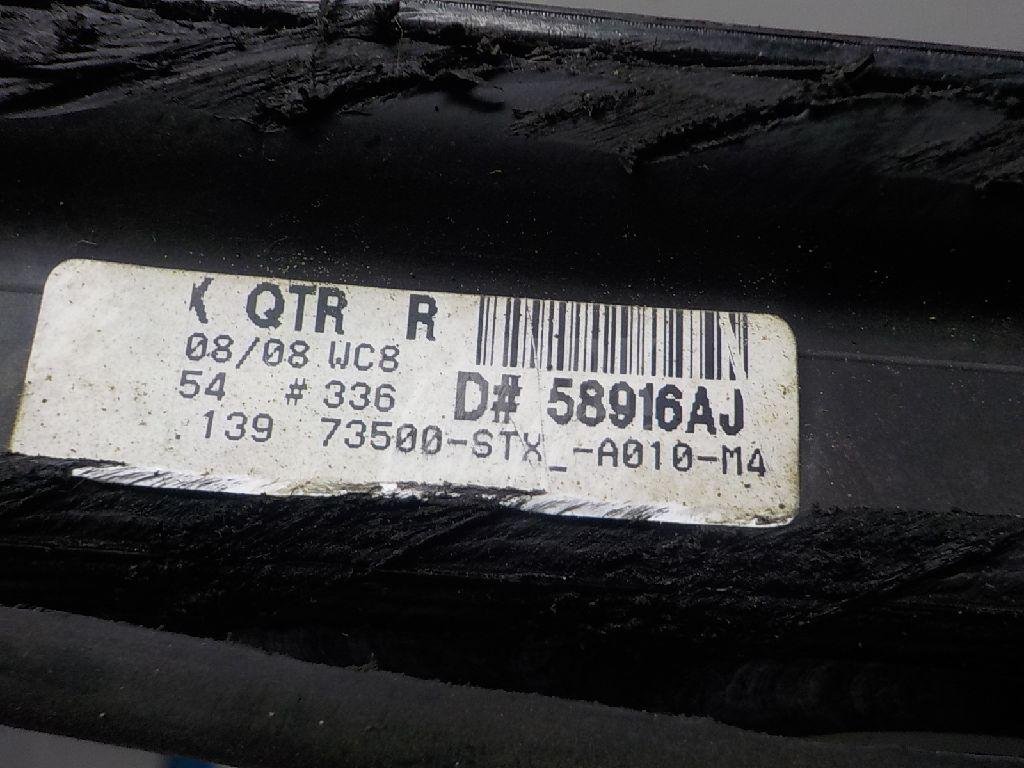 QTR R
08/08 WC8
54 # 336
D# 58916AJ
139 73500-STX_-A010-M4